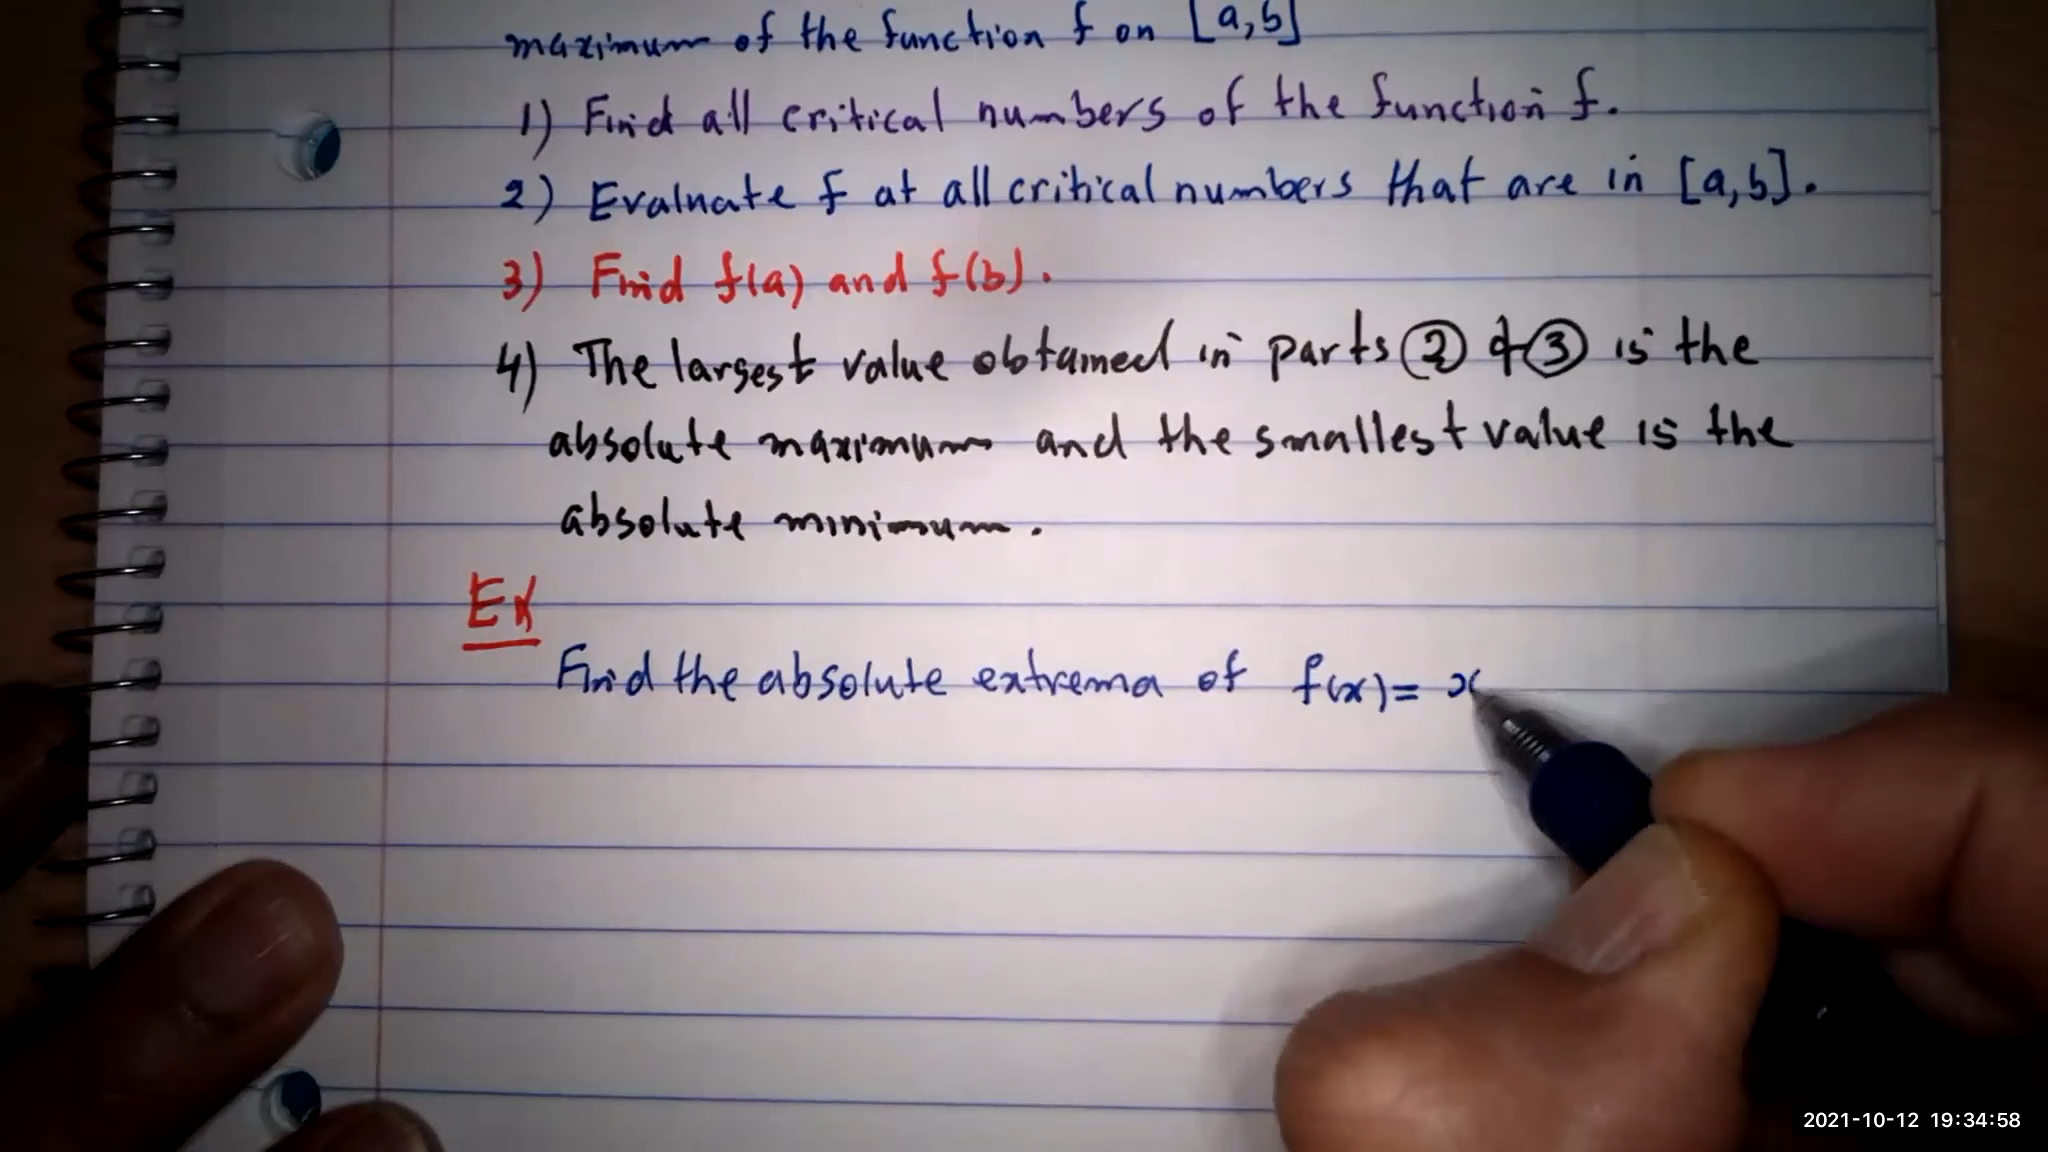 maximum of the function f on [a,b]
1) Find all critical numbers of the function f.
2) Evaluate f at all critical numbers that are in [a,b].
3) Find f(a) and f(b).
4) The largest value obtained in parts ② & ③ is the
absolute maximum and the smallest value is the
absolute minimum.
Ex
Find the absolute extrema of f(x) = x
2021-10-12 19:34:58